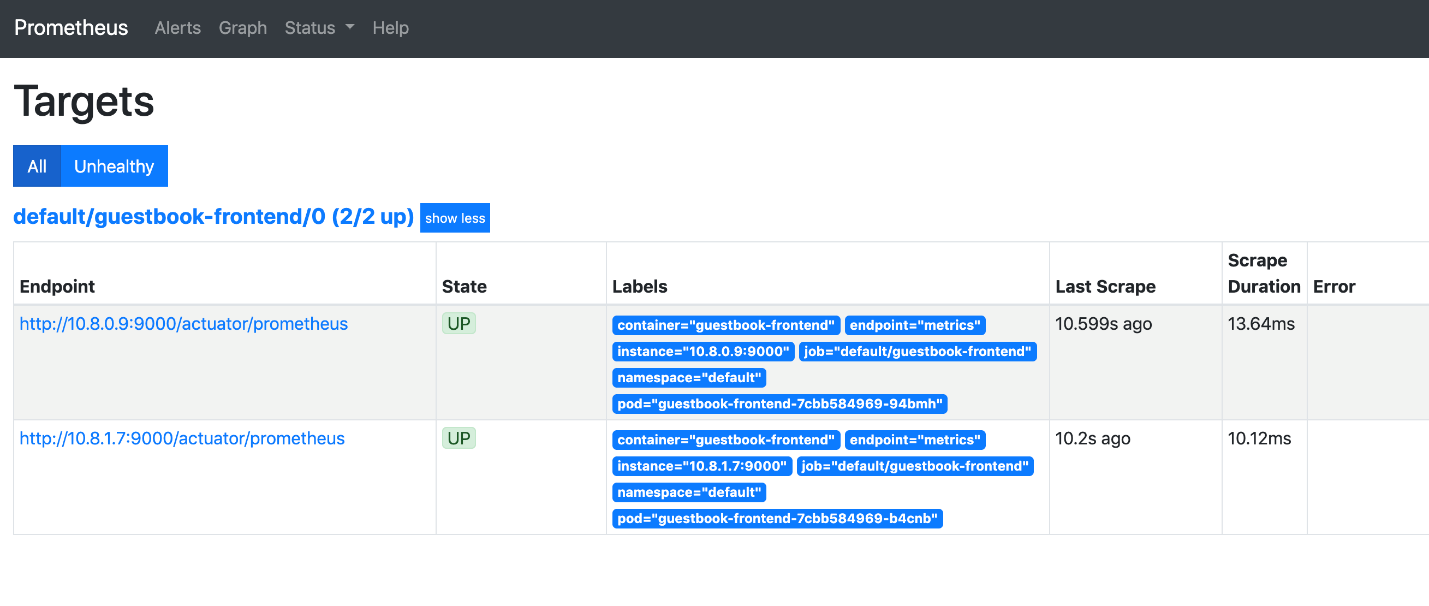 Prometheus Alerts Graph Status Help
Targets
All Unhealthy
default/guestbook-frontend/0 (2/2 up) show less
Endpoint State Labels Last Scrape Scrape Duration Error
http://10.8.0.9:9000/actuator/prometheus UP container="guestbook-frontend" endpoint="metrics" 10.599s ago 13.64ms
instance="10.8.0.9:9000" job="default/guestbook-frontend"
namespace="default"
pod="guestbook-frontend-7cbb584969-94bmh"
http://10.8.1.7:9000/actuator/prometheus UP container="guestbook-frontend" endpoint="metrics" 10.2s ago 10.12ms
instance="10.8.1.7:9000" job="default/guestbook-frontend"
namespace="default"
pod="guestbook-frontend-7cbb584969-b4cnb"